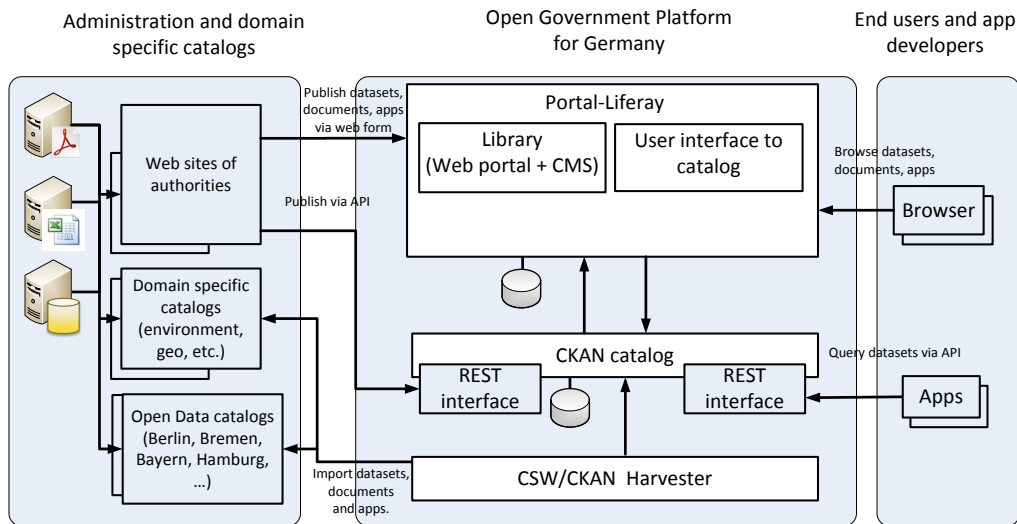 Administration and domain
specific catalogs
Open Government Platform
for Germany
End users and app
developers
Publish datasets,
documents, apps
via web form
Portal-Liferay
Library
(Web portal + CMS)
User interface to
catalog
Web sites of
authorities
Browse datasets,
documents, apps
Publish via API
Browser
Domain specific
catalogs
(environment,
geo, etc.)
CKAN catalog
Query datasets via API
REST
interface
REST
interface
Apps
Open Data catalogs
(Berlin, Bremen,
Bayern, Hamburg,
…)
Import datasets,
documents
and apps.
CSW/CKAN Harvester